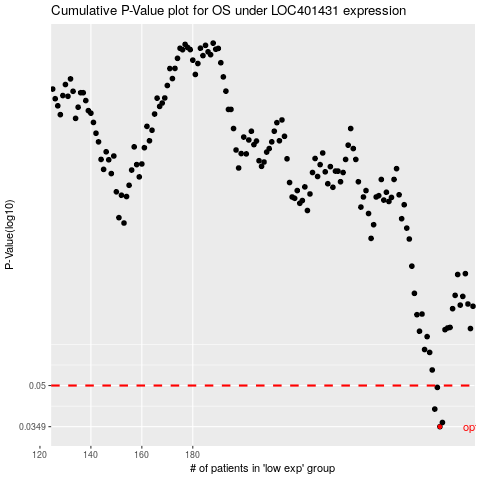 Cumulative P-Value plot for OS under LOC401431 expression
P-Value(log10)
0.05
0.0349
op
120 140 160 180
# of patients in 'low exp' group